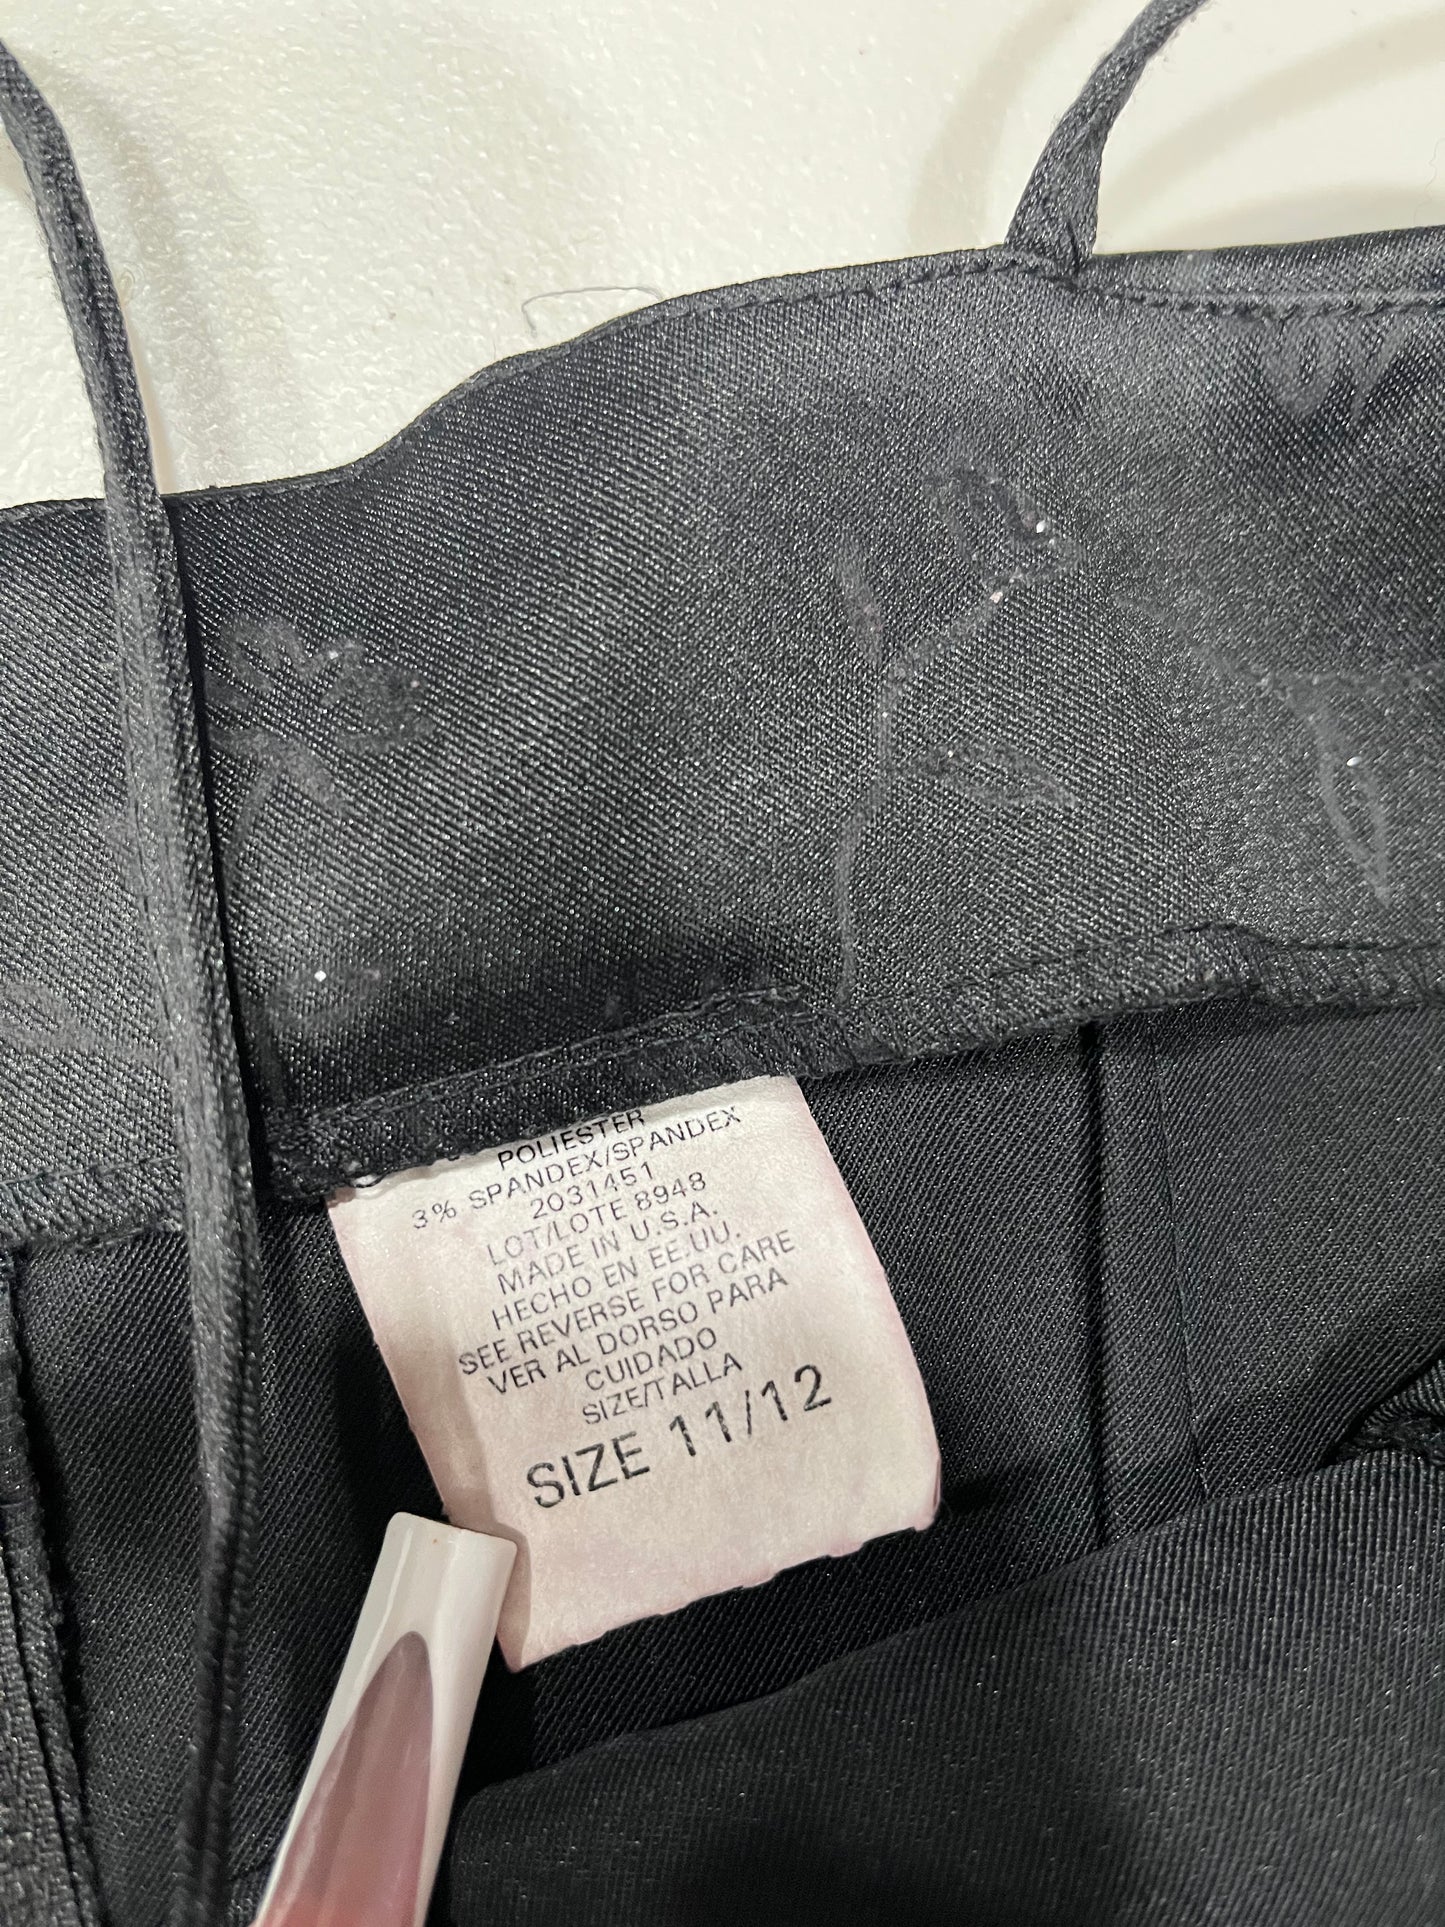 POLIESTER
3% SPANDEX/SPANDEX
2031451
LOT/LOTE 8948
MADE IN U.S.A.
HECHO EN EE.UU.
SEE REVERSE FOR CARE
VER AL DORSO PARA
CUIDADO
SIZE/TALLA
SIZE 11/12